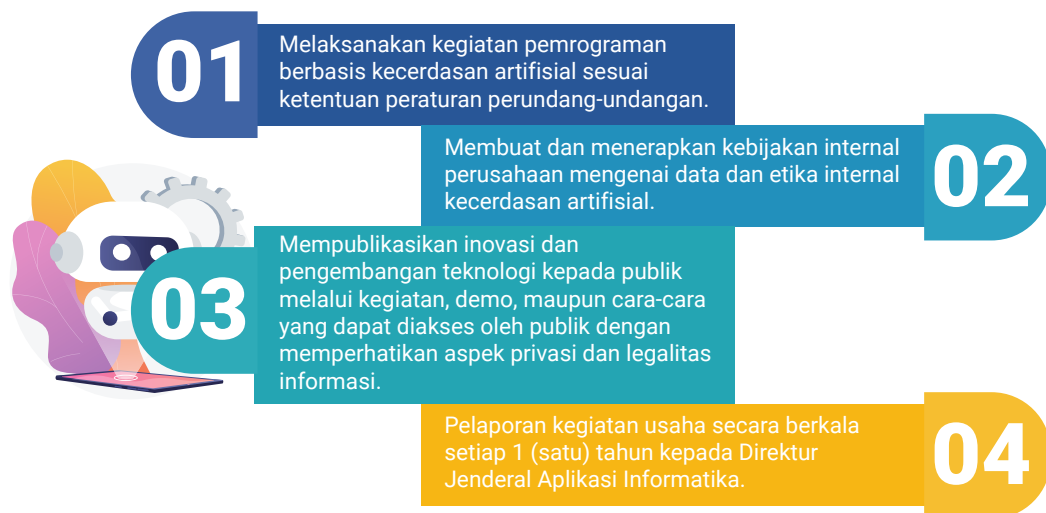 01
Melaksanakan kegiatan pemrograman
berbasis kecerdasan artifisial sesuai
ketentuan peraturan perundang-undangan.
02
Membuat dan menerapkan kebijakan internal
perusahaan mengenai data dan etika internal
kecerdasan artifisial.
03
Mempublikasikan inovasi dan
pengembangan teknologi kepada publik
melalui kegiatan, demo, maupun cara-cara
yang dapat diakses oleh publik dengan
memperhatikan aspek privasi dan legalitas
informasi.
04
Pelaporan kegiatan usaha secara berkala
setiap 1 (satu) tahun kepada Direktur
Jenderal Aplikasi Informatika.